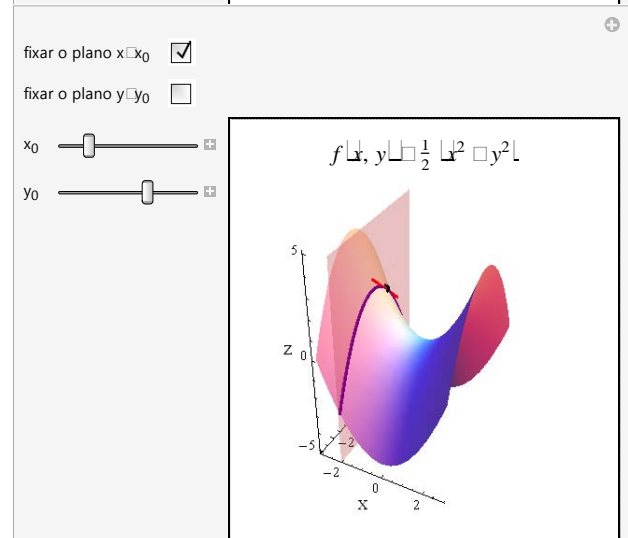 fixar o plano x□x₀
fixar o plano y□y₀
x₀
y₀
f□x, y□□ 1/2 □x² □ y²□
5
z 0
−5
−2
−2
0
2
x